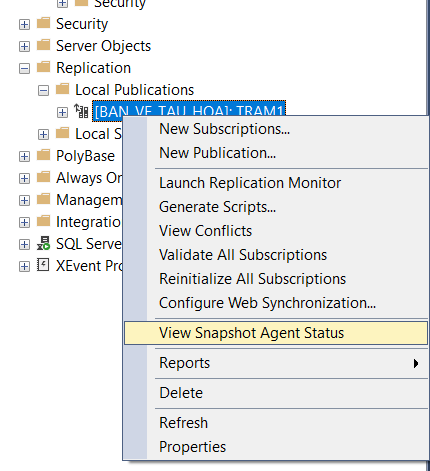 Security
Security
Server Objects
Replication
Local Publications
[BAN_VE_TAU_HOA]: TRAM1
Local S
PolyBase
Always On
Managem
Integration
SQL Serve
XEvent Pro
New Subscriptions...
New Publication...
Launch Replication Monitor
Generate Scripts...
View Conflicts
Validate All Subscriptions
Reinitialize All Subscriptions
Configure Web Synchronization...
View Snapshot Agent Status
Reports
Delete
Refresh
Properties